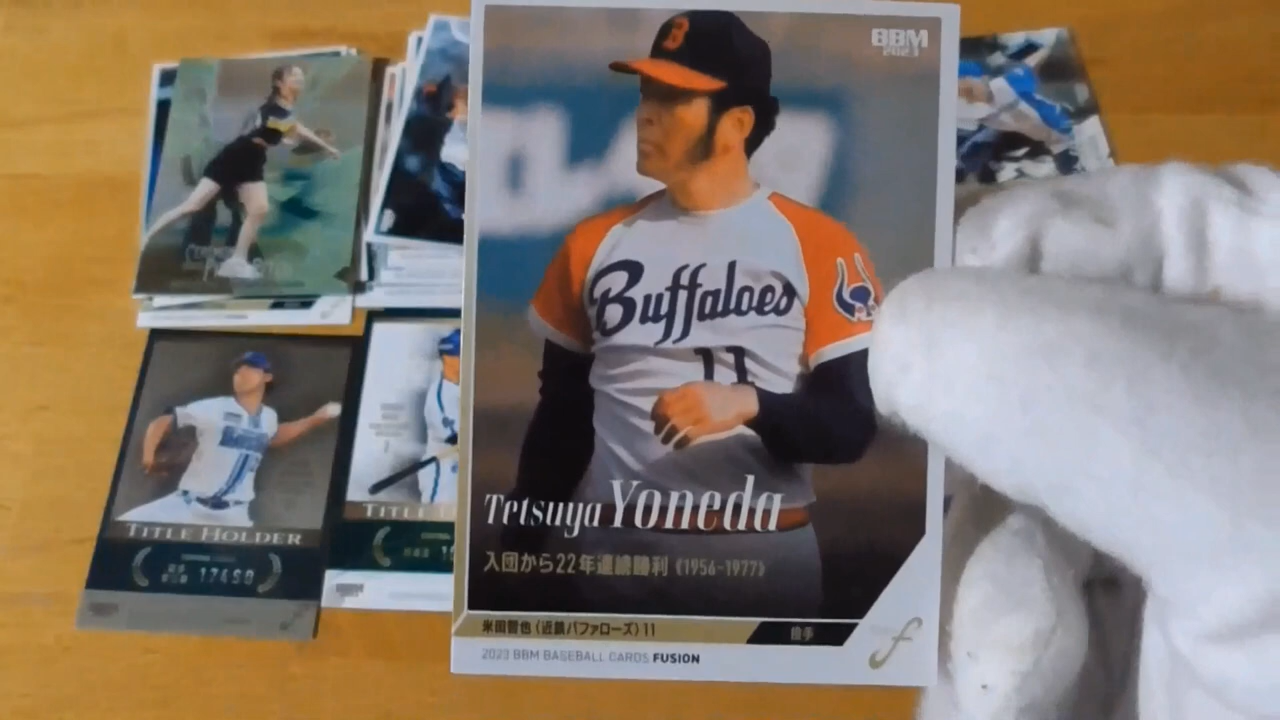 BBM
2023
B
Buffaloes
11
Tetsuya Yoneda
入団から22年連続勝利《1956-1977》
米田哲也(近鉄バファローズ)11
投手
f
2023 BBM BASEBALL CARDS FUSION
TITLE HOLDER
BBM